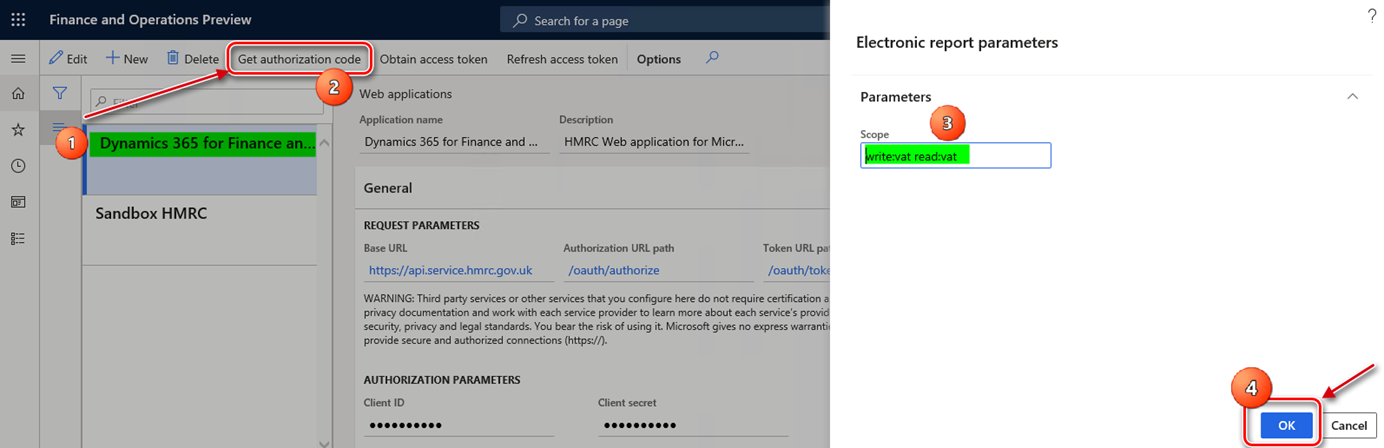 Finance and Operations Preview
Search for a page
?
Edit
New
Delete
Get authorization code
Obtain access token
Refresh access token
Options
2
Filter
1
Dynamics 365 for Finance an...
Sandbox HMRC
Web applications
Application name
Description
Dynamics 365 for Finance and ...
HMRC Web application for Micr...
General
REQUEST PARAMETERS
Base URL
Authorization URL path
Token URL pa
https://api.service.hmrc.gov.uk
/oauth/authorize
/oauth/toke
WARNING: Third party services or other services that you configure here do not require certification a
privacy documentation and work with each service provider to learn more about each service's provid
security, privacy and legal standards. You bear the risk of using it. Microsoft gives no express warrantie
provide secure and authorized connections (https://).
AUTHORIZATION PARAMETERS
Client ID
Client secret
●●●●●●●●●●
●●●●●●●●●●
Electronic report parameters
Parameters
3
Scope
write:vat read:vat
4
OK
Cancel